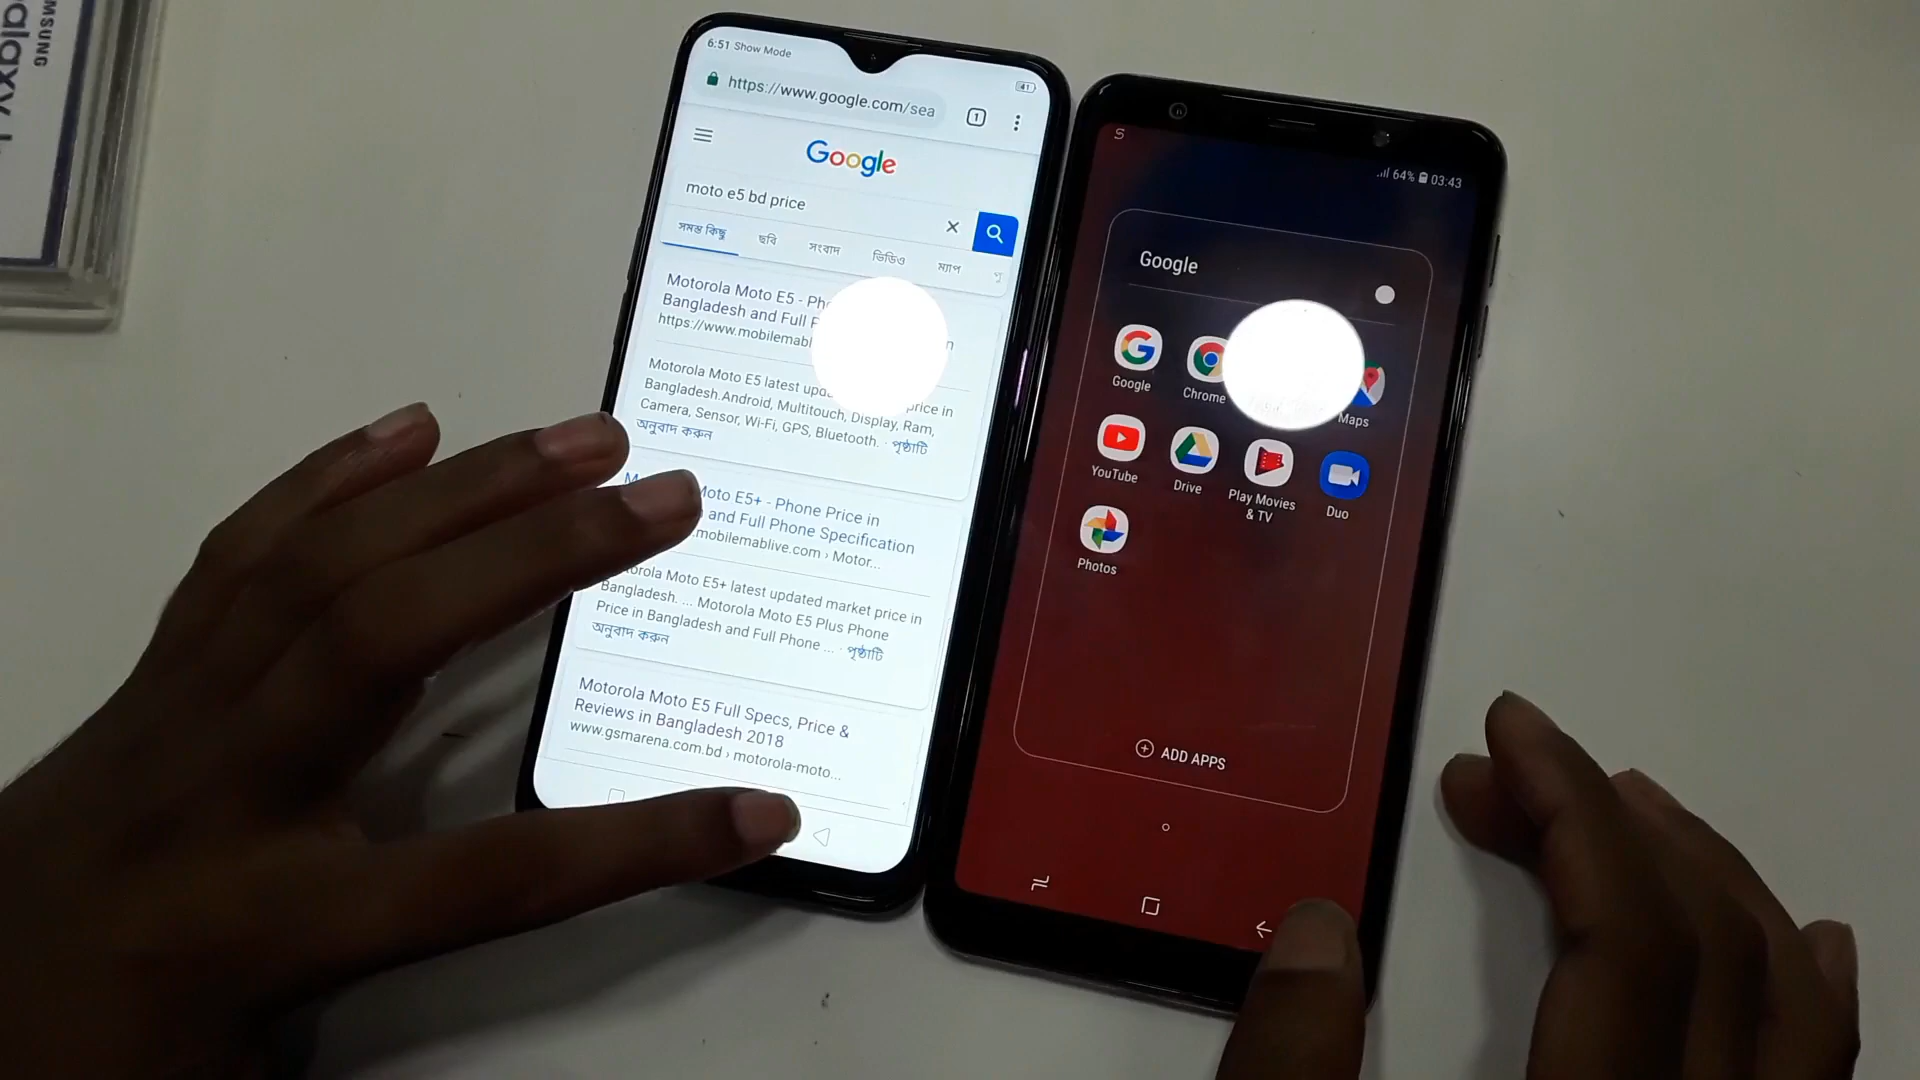 SAMSUNG
6:51 Show Mode
41
https://www.google.com/sea
1
Google
moto e5 bd price
সমস্ত কিছু ছবি সংবাদ ভিডিও ম্যাপ
Motorola Moto E5 - Pho
Bangladesh and Full F
https://www.mobilemabl
Motorola Moto E5 latest upda price in
Bangladesh.Android, Multitouch, Display, Ram,
Camera, Sensor, Wi-Fi, GPS, Bluetooth. · পৃষ্ঠাটি
অনুবাদ করুন
Moto E5+ - Phone Price in
and Full Phone Specification
.mobilemablive.com › Motor...
Motorola Moto E5+ latest updated market price in
Bangladesh. ... Motorola Moto E5 Plus Phone
Price in Bangladesh and Full Phone ... · পৃষ্ঠাটি
অনুবাদ করুন
Motorola Moto E5 Full Specs, Price &
Reviews in Bangladesh 2018
www.gsmarena.com.bd › motorola-moto...
64% 03:43
Google
Google
Chrome
Maps
YouTube
Drive
Play Movies
& TV
Duo
Photos
ADD APPS